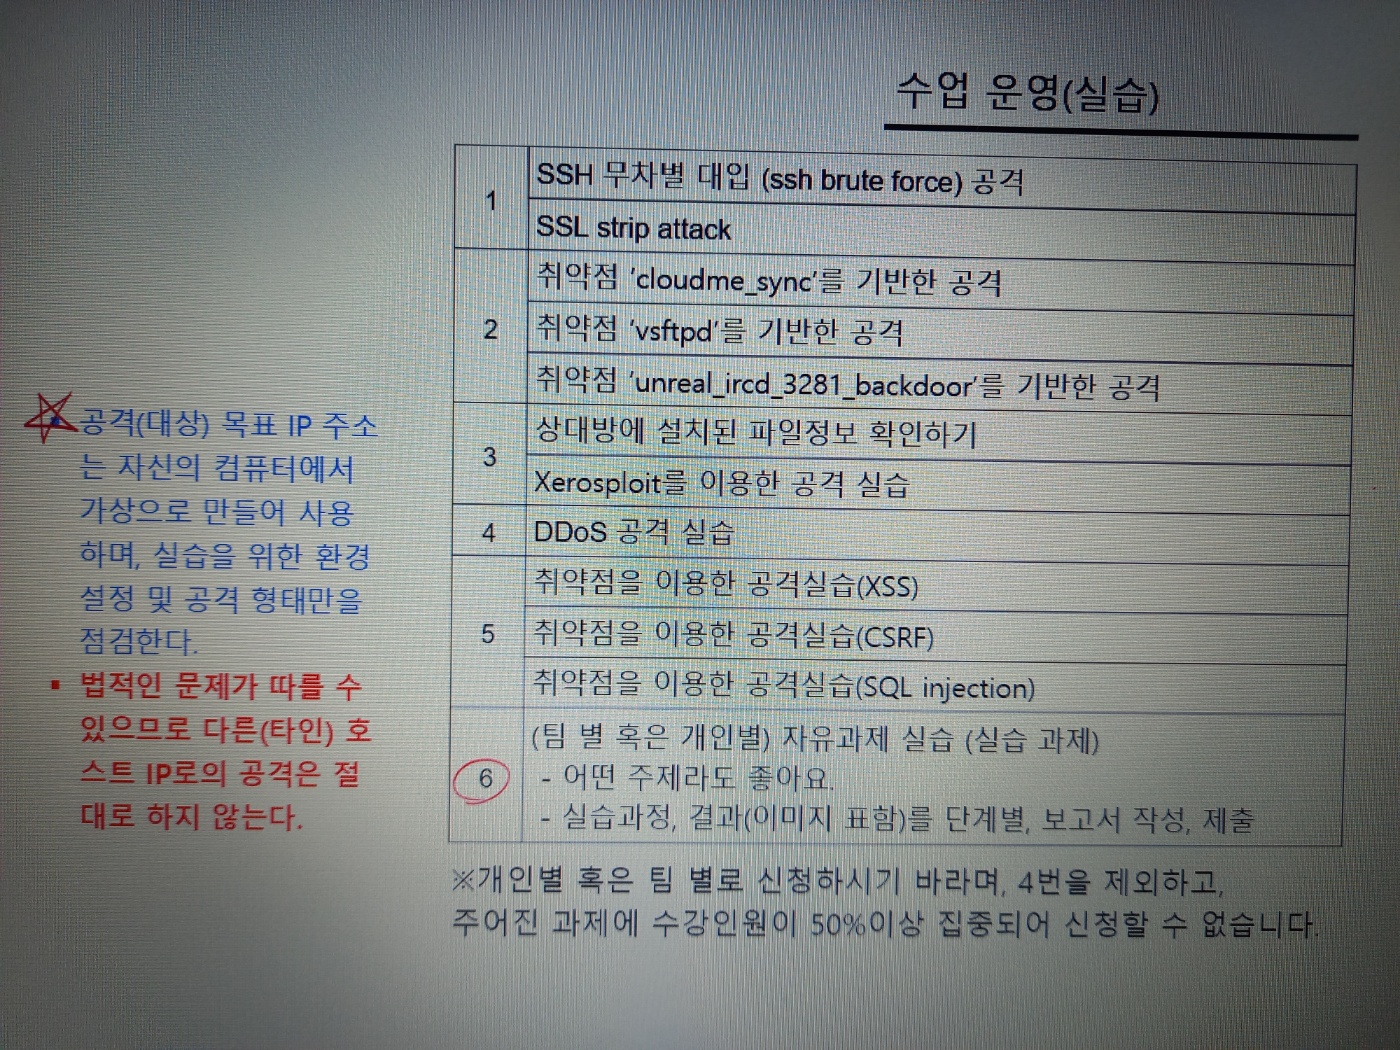 수업 운영(실습)
1
SSH 무차별 대입 (ssh brute force) 공격
SSL strip attack
2
취약점 'cloudme_sync'를 기반한 공격
취약점 'vsftpd'를 기반한 공격
취약점 'unreal_ircd_3281_backdoor'를 기반한 공격
3
상대방에 설치된 파일정보 확인하기
Xerosploit를 이용한 공격 실습
4
DDoS 공격 실습
5
취약점을 이용한 공격실습(XSS)
취약점을 이용한 공격실습(CSRF)
취약점을 이용한 공격실습(SQL injection)
6
(팀 별 혹은 개인별) 자유과제 실습 (실습 과제)
- 어떤 주제라도 좋아요.
- 실습과정, 결과(이미지 표함)를 단계별, 보고서 작성, 제출
※개인별 혹은 팀 별로 신청하시기 바라며, 4번을 제외하고,
주어진 과제에 수강인원이 50%이상 집중되어 신청할 수 없습니다.
공격(대상) 목표 IP 주소
는 자신의 컴퓨터에서
가상으로 만들어 사용
하며, 실습을 위한 환경
설정 및 공격 형태만을
점검한다.
▪ 법적인 문제가 따를 수
있으므로 다른(타인) 호
스트 IP로의 공격은 절
대로 하지 않는다.